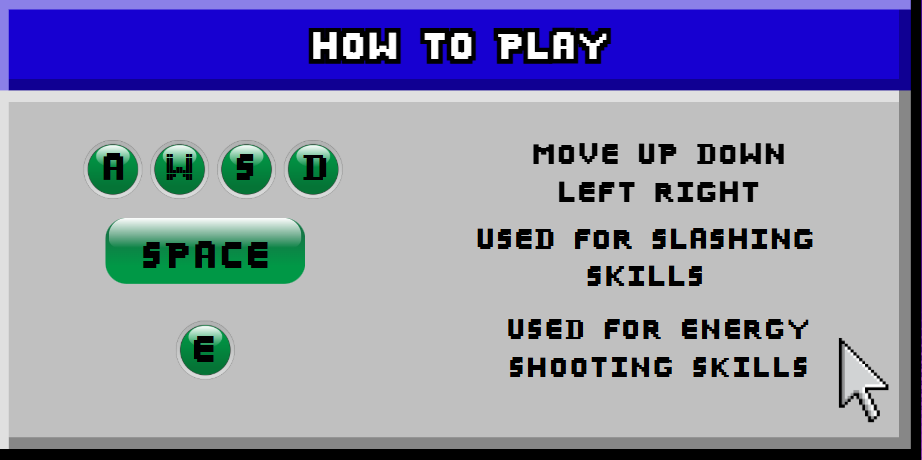 HOW TO PLAY
A W S D
MOVE UP DOWN
LEFT RIGHT
SPACE
USED FOR SLASHING
SKILLS
E
USED FOR ENERGY
SHOOTING SKILLS